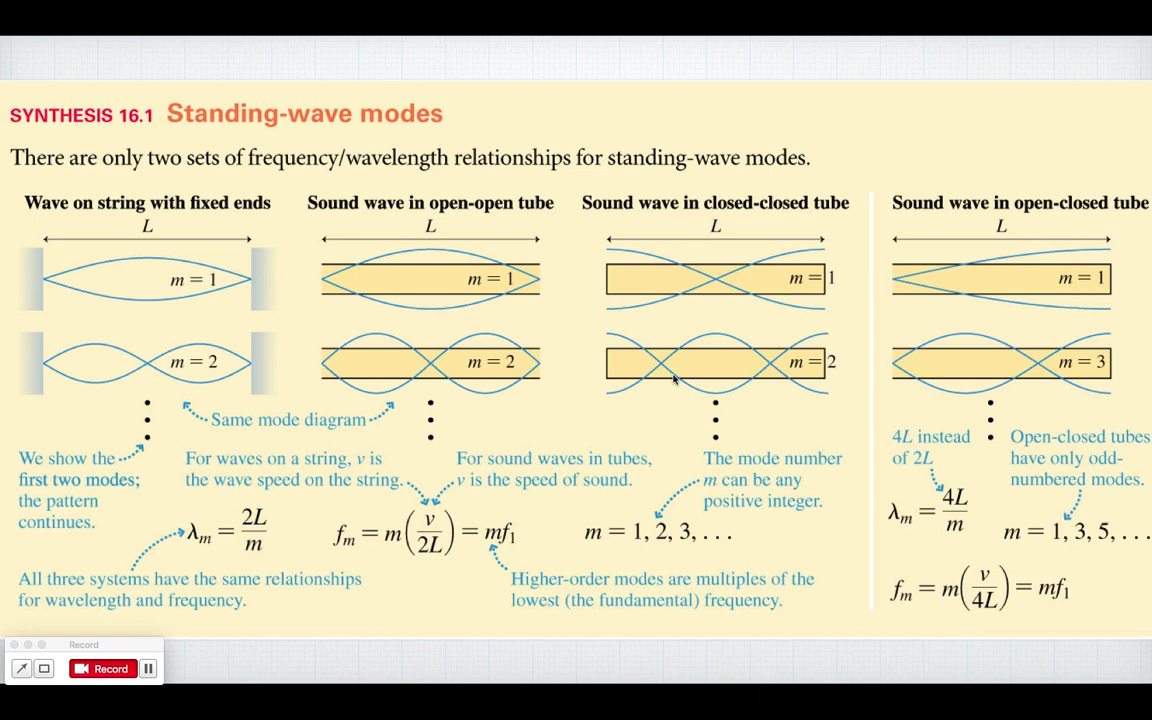 SYNTHESIS 16.1 Standing-wave modes
There are only two sets of frequency/wavelength relationships for standing-wave modes.
Wave on string with fixed ends
L
m = 1
m = 2
Sound wave in open-open tube
L
m = 1
m = 2
Sound wave in closed-closed tube
L
m = 1
m = 2
Sound wave in open-closed tube
L
m = 1
m = 3
Same mode diagram
We show the
first two modes;
the pattern
continues.
For waves on a string, v is
the wave speed on the string.
For sound waves in tubes,
v is the speed of sound.
The mode number
m can be any
positive integer.
λm = 2L/m
fm = m(v/2L) = mf1
m = 1, 2, 3, . . .
All three systems have the same relationships
for wavelength and frequency.
Higher-order modes are multiples of the
lowest (the fundamental) frequency.
4L instead
of 2L
Open-closed tubes
have only odd-
numbered modes.
λm = 4L/m
m = 1, 3, 5, . . .
fm = m(v/4L) = mf1
Record
Record